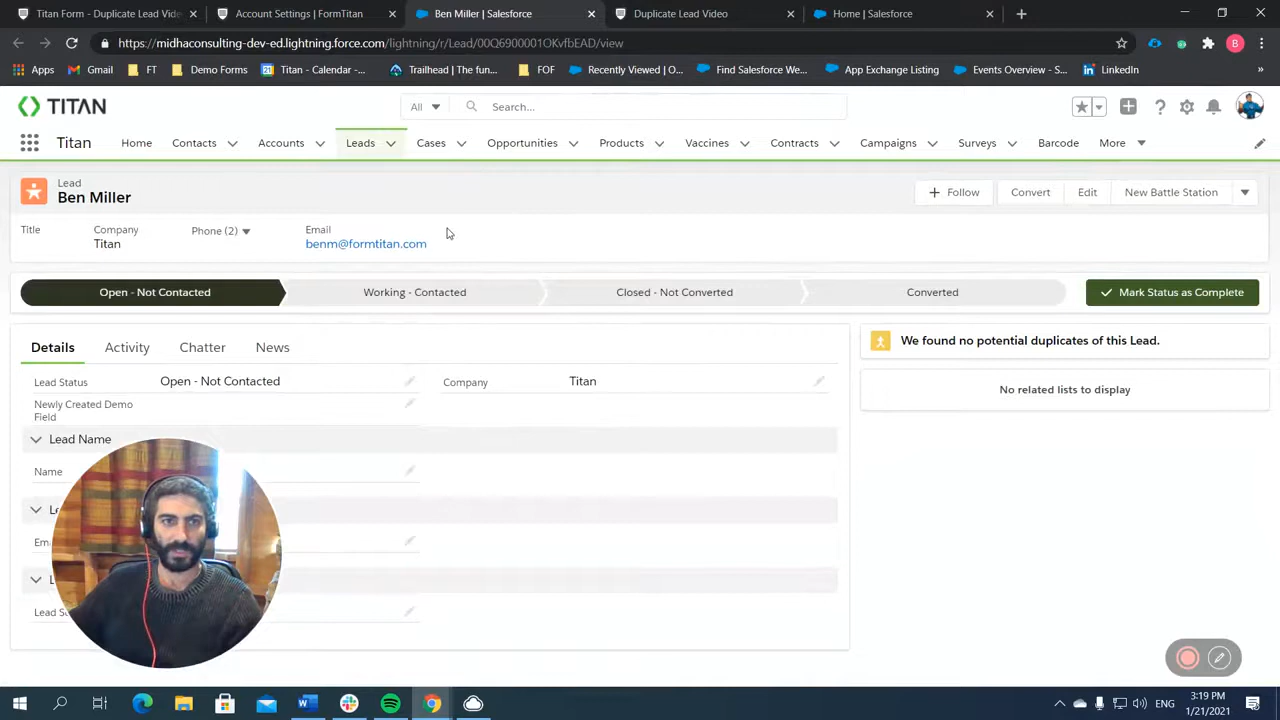 Titan Form - Duplicate Lead Vide
Account Settings | FormTitan
Ben Miller | Salesforce
Duplicate Lead Video
Home | Salesforce
https://midhaconsulting-dev-ed.lightning.force.com/lightning/r/Lead/00Q6900001OKvfbEAD/view
B
Apps
Gmail
FT
Demo Forms
Titan - Calendar -...
Trailhead | The fun...
FOF
Recently Viewed | O...
Find Salesforce We...
App Exchange Listing
Events Overview - S...
LinkedIn
»
TITAN
All
Search...
Titan
Home
Contacts
Accounts
Leads
Cases
Opportunities
Products
Vaccines
Contracts
Campaigns
Surveys
Barcode
More
Lead
Ben Miller
Follow
Convert
Edit
New Battle Station
Title
Company
Phone (2)
Email
Titan
benm@formtitan.com
Open - Not Contacted
Working - Contacted
Closed - Not Converted
Converted
Mark Status as Complete
Details
Activity
Chatter
News
We found no potential duplicates of this Lead.
Lead Status
Open - Not Contacted
Company
Titan
No related lists to display
Newly Created Demo
Field
Lead Name
Name
Lead
3:19 PM
1/21/2021